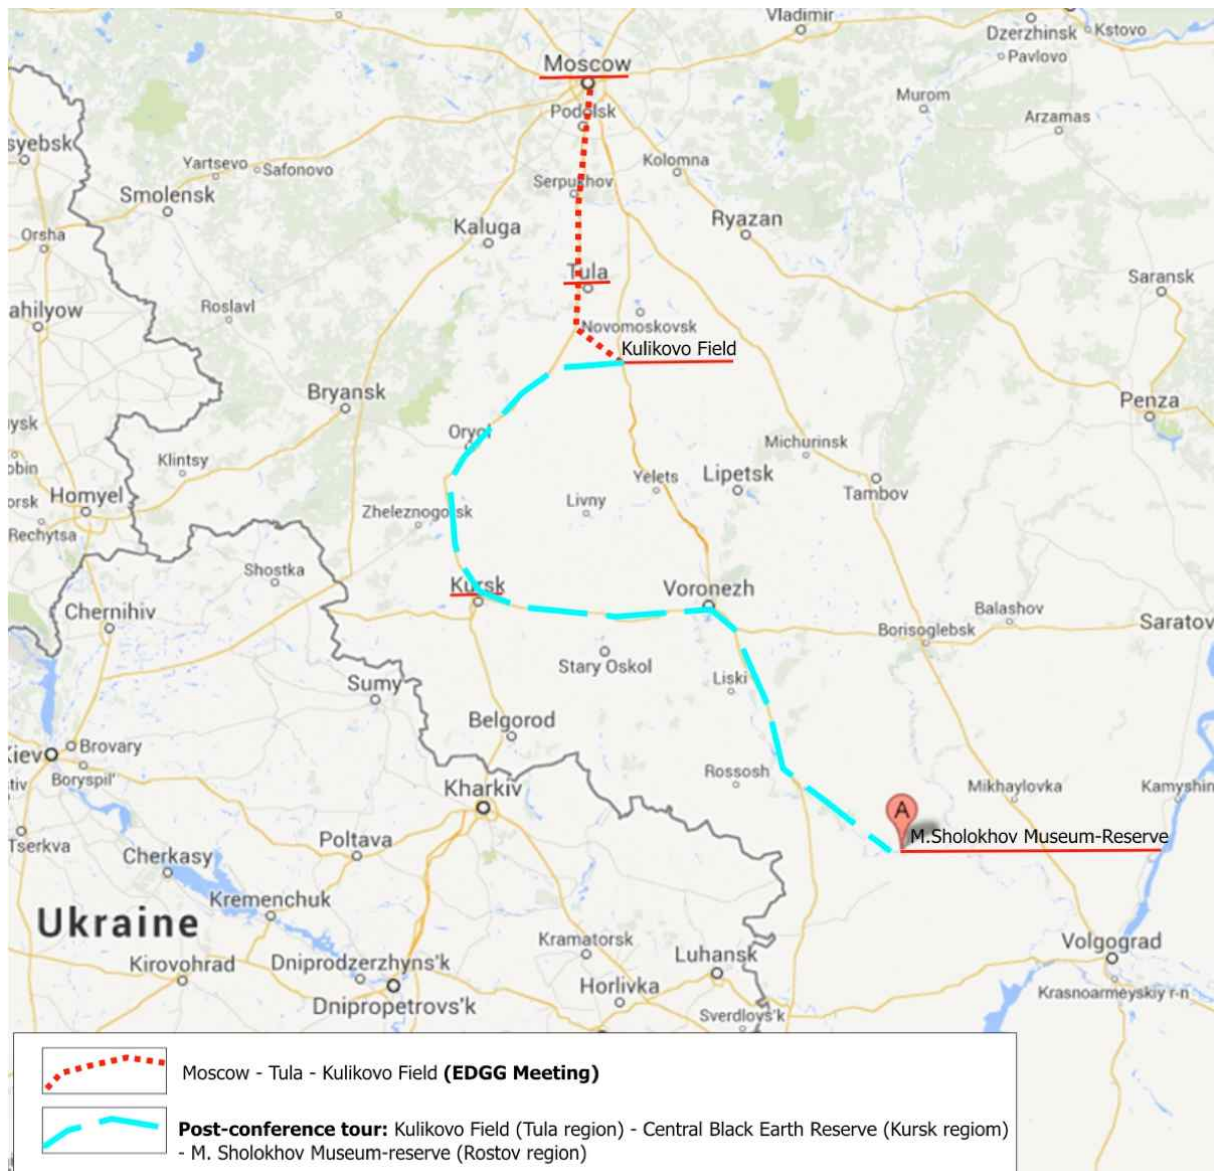 Vladimir
Dzerzhinsk
Kstovo
Moscow
Pavlovo
Podolsk
Murom
Arzamas
syebsk
Yartsevo
Safonovo
Kolomna
Serpukhov
Smolensk
Kaluga
Ryazan
Orsha
Tula
Saransk
ahilyow
Roslavl
Novomoskovsk
Kulikovo Field
Bryansk
Penza
ysk
Oryol
Michurinsk
obin
Klintsy
Yelets
Lipetsk
Tambov
Homyel
orsk
Zheleznogorsk
Livny
Rechytsa
Shostka
Kursk
Voronezh
Chernihiv
Balashov
Borisoglebsk
Saratov
Stary Oskol
Liski
Sumy
Belgorod
Kiev
Brovary
Boryspil'
tiv
Rossosh
Mikhaylovka
Kamyshin
Kharkiv
A
M.Sholokhov Museum-Reserve
Tserkva
Poltava
Cherkasy
Kremenchuk
Ukraine
Kramatorsk
Luhansk
Volgograd
Kirovohrad
Dniprodzerzhyns'k
Horlivka
Krasnoarmeyskiy r-n
Dnipropetrovs'k
Sverdlovs'k
Moscow - Tula - Kulikovo Field (EDGG Meeting)
Post-conference tour: Kulikovo Field (Tula region) - Central Black Earth Reserve (Kursk regiom)
- M. Sholokhov Museum-reserve (Rostov region)